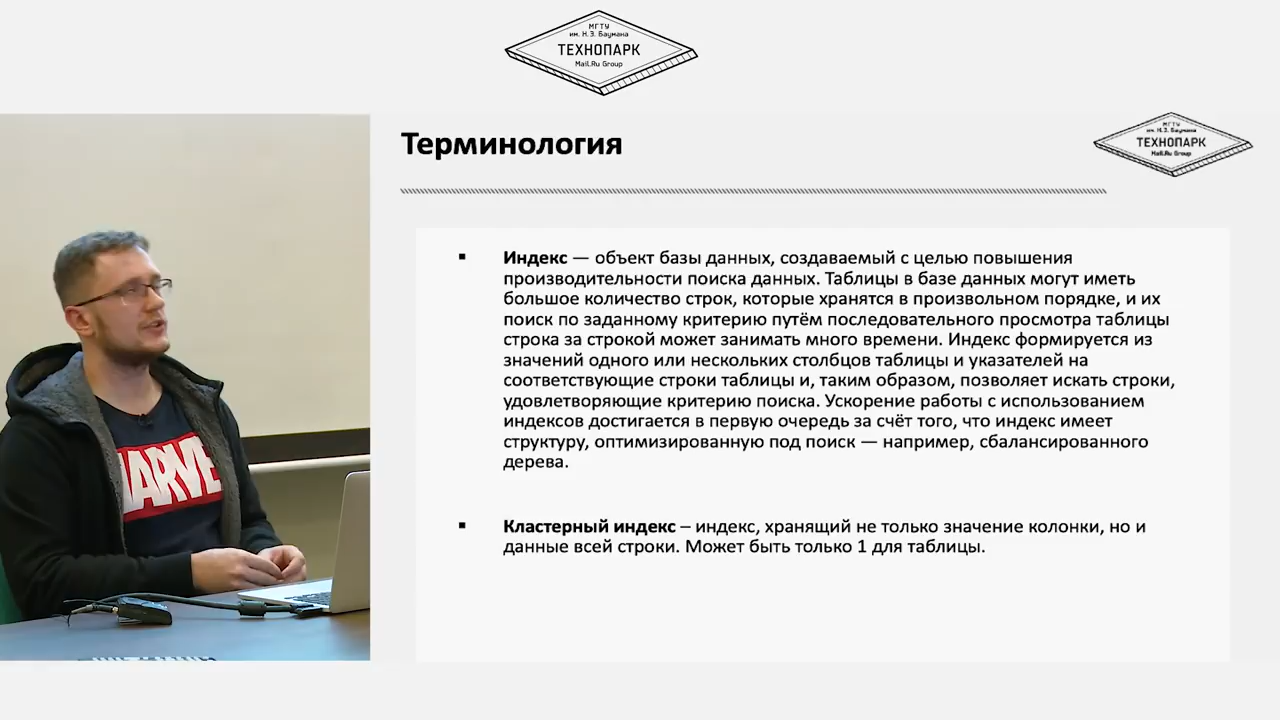 МГТУ
им. Н.Э. Баумана
ТЕХНОПАРК
Mail.Ru Group
Терминология
МГТУ
им. Н.Э. Баумана
ТЕХНОПАРК
Mail.Ru Group
▪ Индекс — объект базы данных, создаваемый с целью повышения
производительности поиска данных. Таблицы в базе данных могут иметь
большое количество строк, которые хранятся в произвольном порядке, и их
поиск по заданному критерию путём последовательного просмотра таблицы
строка за строкой может занимать много времени. Индекс формируется из
значений одного или нескольких столбцов таблицы и указателей на
соответствующие строки таблицы и, таким образом, позволяет искать строки,
удовлетворяющие критерию поиска. Ускорение работы с использованием
индексов достигается в первую очередь за счёт того, что индекс имеет
структуру, оптимизированную под поиск — например, сбалансированного
дерева.
▪ Кластерный индекс – индекс, хранящий не только значение колонки, но и
данные всей строки. Может быть только 1 для таблицы.
MARVEL